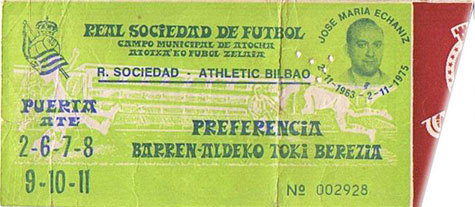 REAL SOCIEDAD DE FUTBOL
CAMPO MUNICIPAL DE ATOCHA
ATOTXA'KO FUBOL ZELAIA
R. SOCIEDAD - ATHLETIC BILBAO
JOSE MARIA ECHANIZ
-11-1963 - 2-11-1975
PUERTA
ATE
2-6-7-8
9-10-11
PREFERENCIA
BARREN-ALDEKO TOKI BEREZIA
Nº 002928